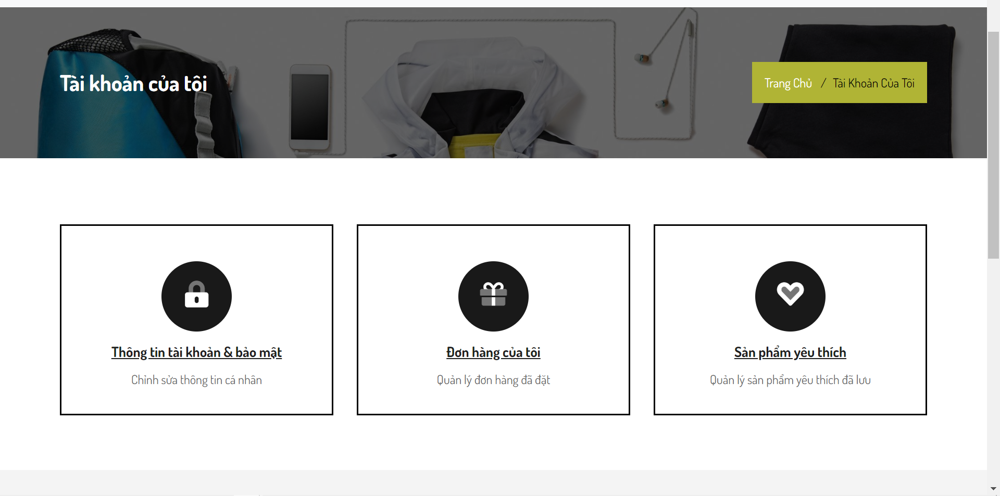 Tài khoản của tôi
Trang Chủ / Tài Khoản Của Tôi
Thông tin tài khoản & bảo mật
Chỉnh sửa thông tin cá nhân
Đơn hàng của tôi
Quản lý đơn hàng đã đặt
Sản phẩm yêu thích
Quản lý sản phẩm yêu thích đã lưu